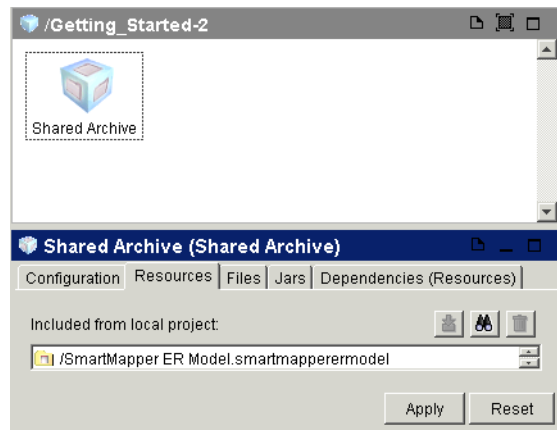 /Getting_Started-2
Shared Archive
Shared Archive (Shared Archive)
Configuration Resources Files Jars Dependencies (Resources)
Included from local project:
/SmartMapper ER Model.smartmapperermodel
Apply Reset